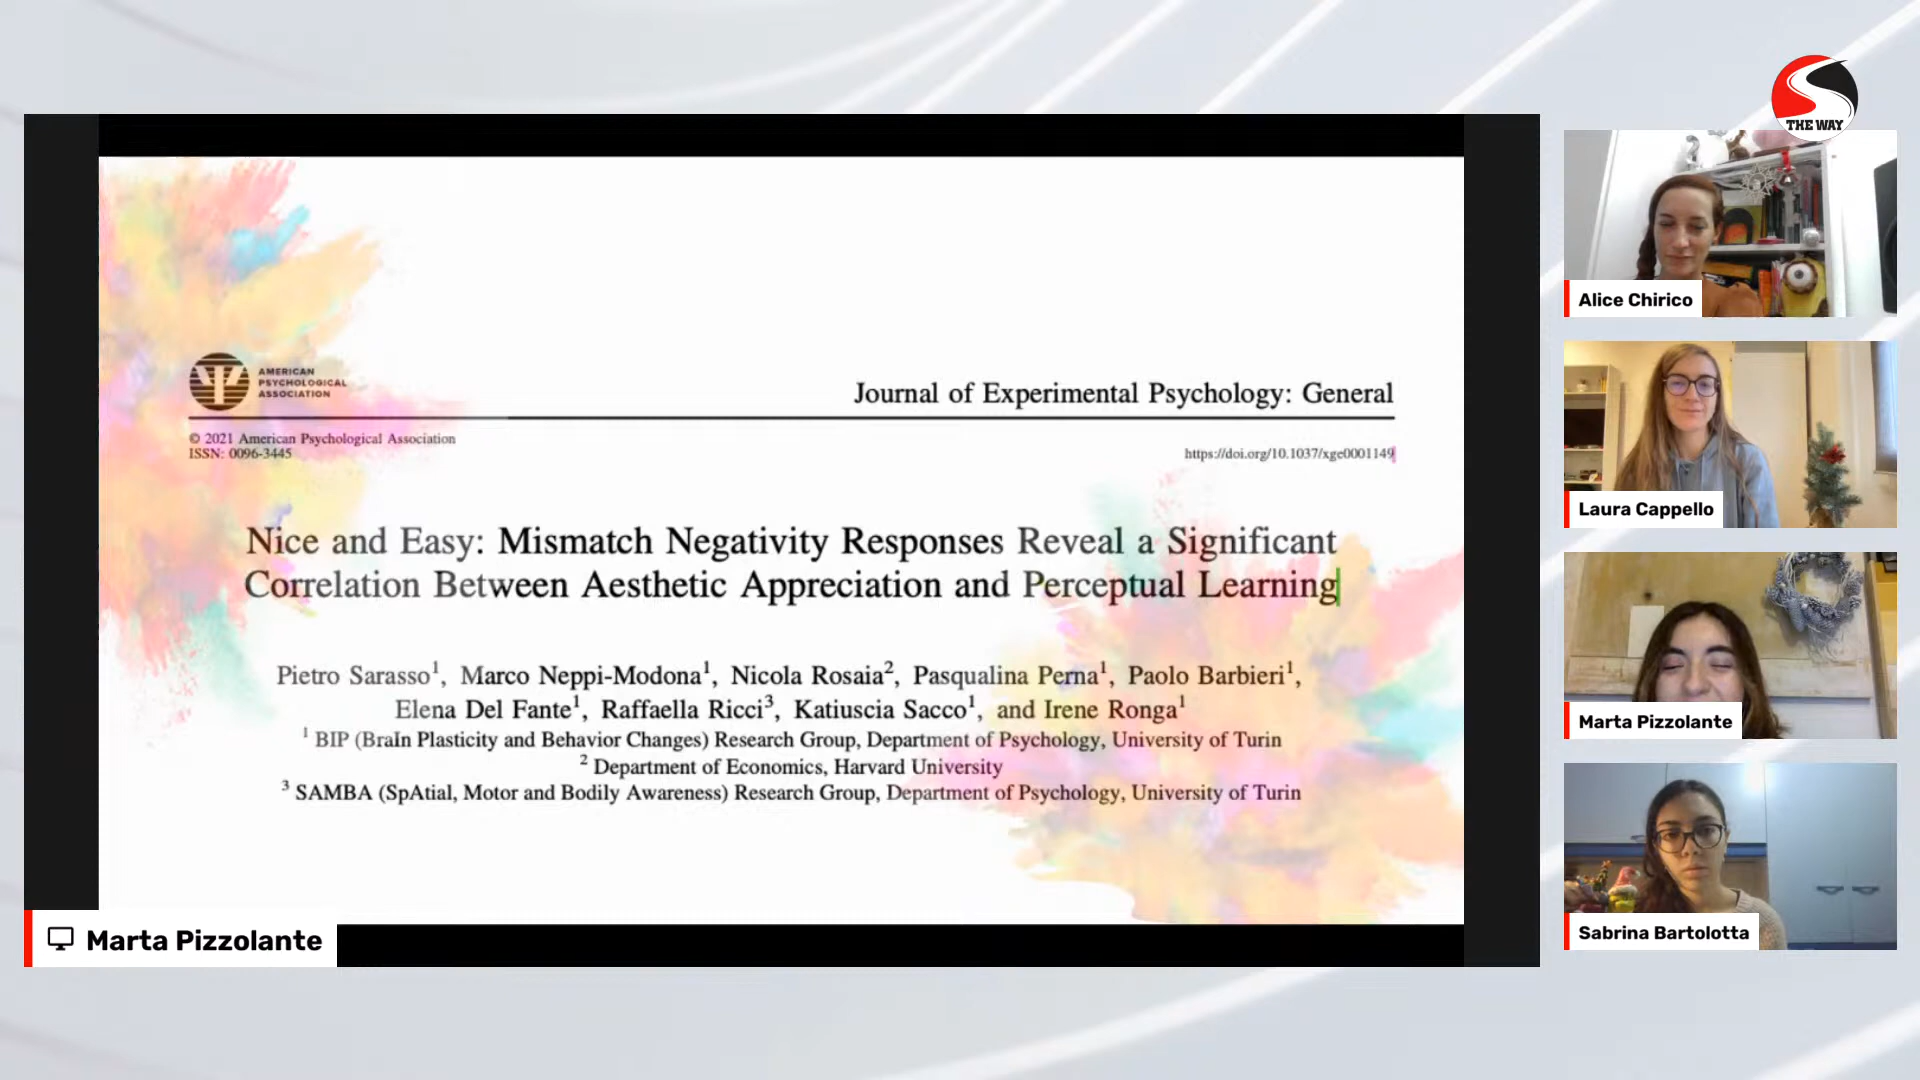 THE WAY
AMERICAN
PSYCHOLOGICAL
ASSOCIATION
Journal of Experimental Psychology: General
© 2021 American Psychological Association
ISSN: 0096-3445
https://doi.org/10.1037/xge0001149
Nice and Easy: Mismatch Negativity Responses Reveal a Significant
Correlation Between Aesthetic Appreciation and Perceptual Learning
Pietro Sarasso1, Marco Neppi-Modona1, Nicola Rosaia2, Pasqualina Perna1, Paolo Barbieri1,
Elena Del Fante1, Raffaella Ricci3, Katiuscia Sacco1, and Irene Ronga1
1 BIP (BraIn Plasticity and Behavior Changes) Research Group, Department of Psychology, University of Turin
2 Department of Economics, Harvard University
3 SAMBA (SpAtial, Motor and Bodily Awareness) Research Group, Department of Psychology, University of Turin
Marta Pizzolante
Alice Chirico
Laura Cappello
Marta Pizzolante
Sabrina Bartolotta